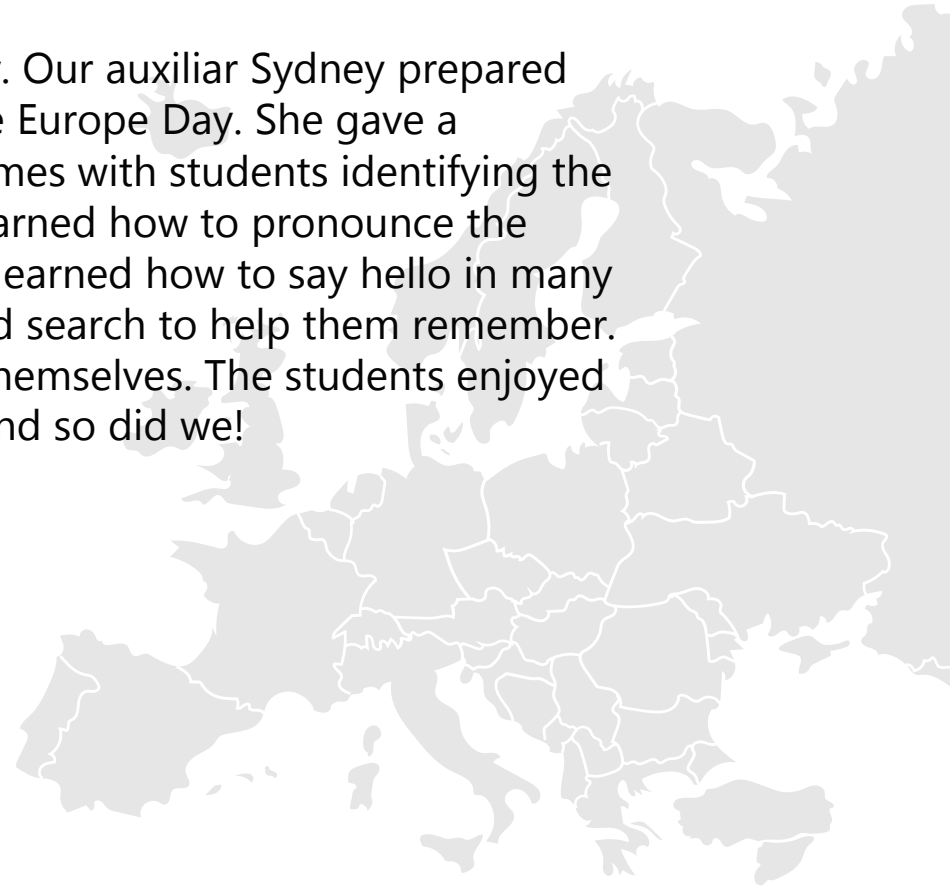 . Our auxiliar Sydney prepared
Europe Day. She gave a
with students identifying the
how to pronounce the
how to say hello in many
search to help them remember.
The students enjoyed
so did we!